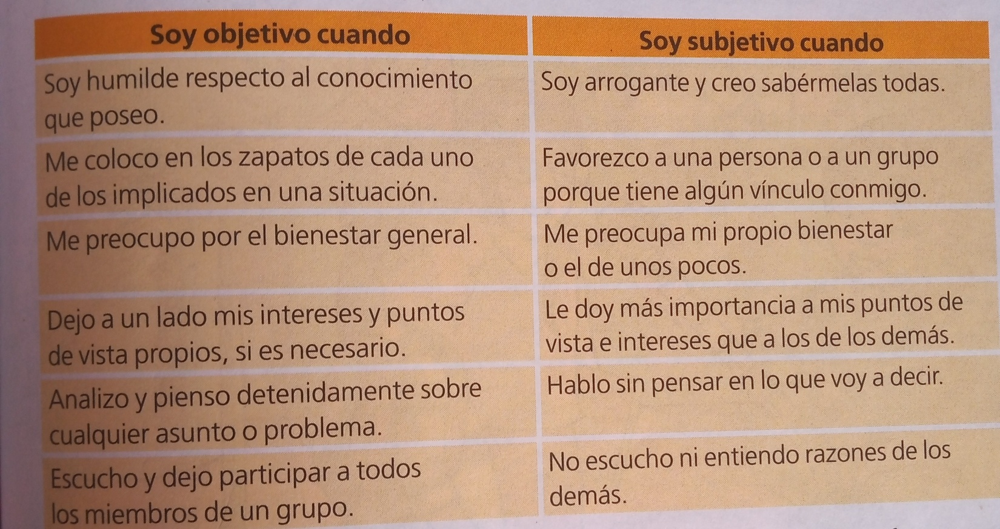 Soy objetivo cuando
Soy subjetivo cuando
Soy humilde respecto al conocimiento
que poseo.
Soy arrogante y creo sabérmelas todas.
Me coloco en los zapatos de cada uno
de los implicados en una situación.
Favorezco a una persona o a un grupo
porque tiene algún vínculo conmigo.
Me preocupo por el bienestar general.
Me preocupa mi propio bienestar
o el de unos pocos.
Dejo a un lado mis intereses y puntos
de vista propios, si es necesario.
Le doy más importancia a mis puntos de
vista e intereses que a los de los demás.
Analizo y pienso detenidamente sobre
cualquier asunto o problema.
Hablo sin pensar en lo que voy a decir.
Escucho y dejo participar a todos
los miembros de un grupo.
No escucho ni entiendo razones de los
demás.